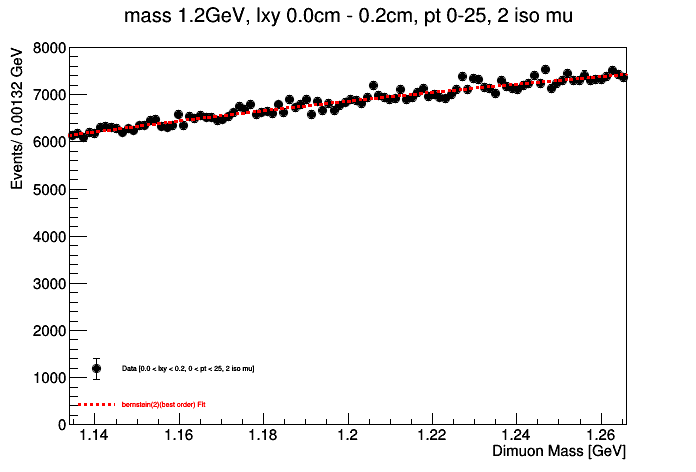 mass 1.2GeV, lxy 0.0cm - 0.2cm, pt 0-25, 2 iso mu
Events/ 0.00132 GeV
8000
7000
6000
5000
4000
3000
2000
1000
0
Data [0.0 < lxy < 0.2, 0 < pt < 25, 2 iso mu]
bernstein(2)(best order) Fit
1.14 1.16 1.18 1.2 1.22 1.24 1.26
Dimuon Mass [GeV]